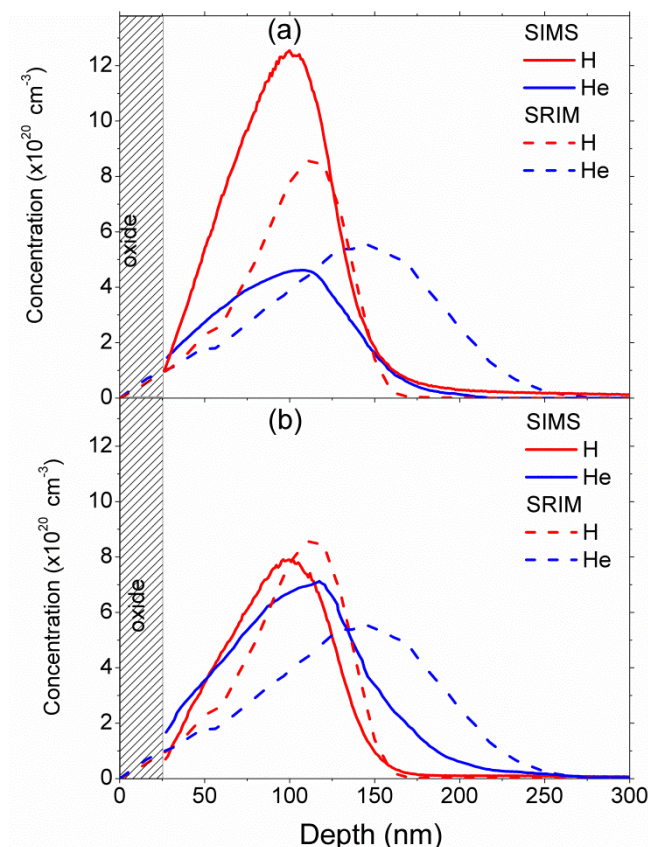 (a)
SIMS
H
He
SRIM
H
He
Concentration (x10²⁰ cm⁻³)
12
10
8
6
4
2
0
oxide
(b)
SIMS
H
He
SRIM
H
He
Concentration (x10²⁰ cm⁻³)
12
10
8
6
4
2
0
oxide
0 50 100 150 200 250 300
Depth (nm)